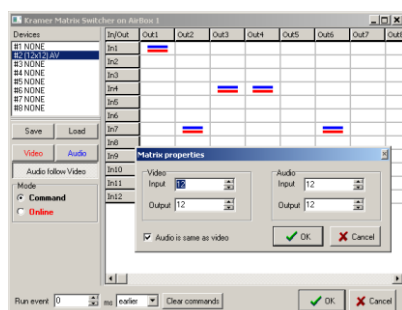 Kramer Matrix Switcher on AirBox 1
Devices
#1 NONE
#2 [12x12] AV
#3 NONE
#4 NONE
#5 NONE
#6 NONE
#7 NONE
#8 NONE
Save Load
Video Audio
Audio follow Video
Mode
Command
Online
In/Out Out1 Out2 Out3 Out4 Out5 Out6 Out7 Out8
In1
In2
In3
In4
In5
In6
In7
In8
In9
In10
In11
In12
Matrix properties
Video
Input 12
Output 12
Audio
Input 12
Output 12
Audio is same as video
OK Cancel
Run event 0 ms earlier Clear commands OK Cancel